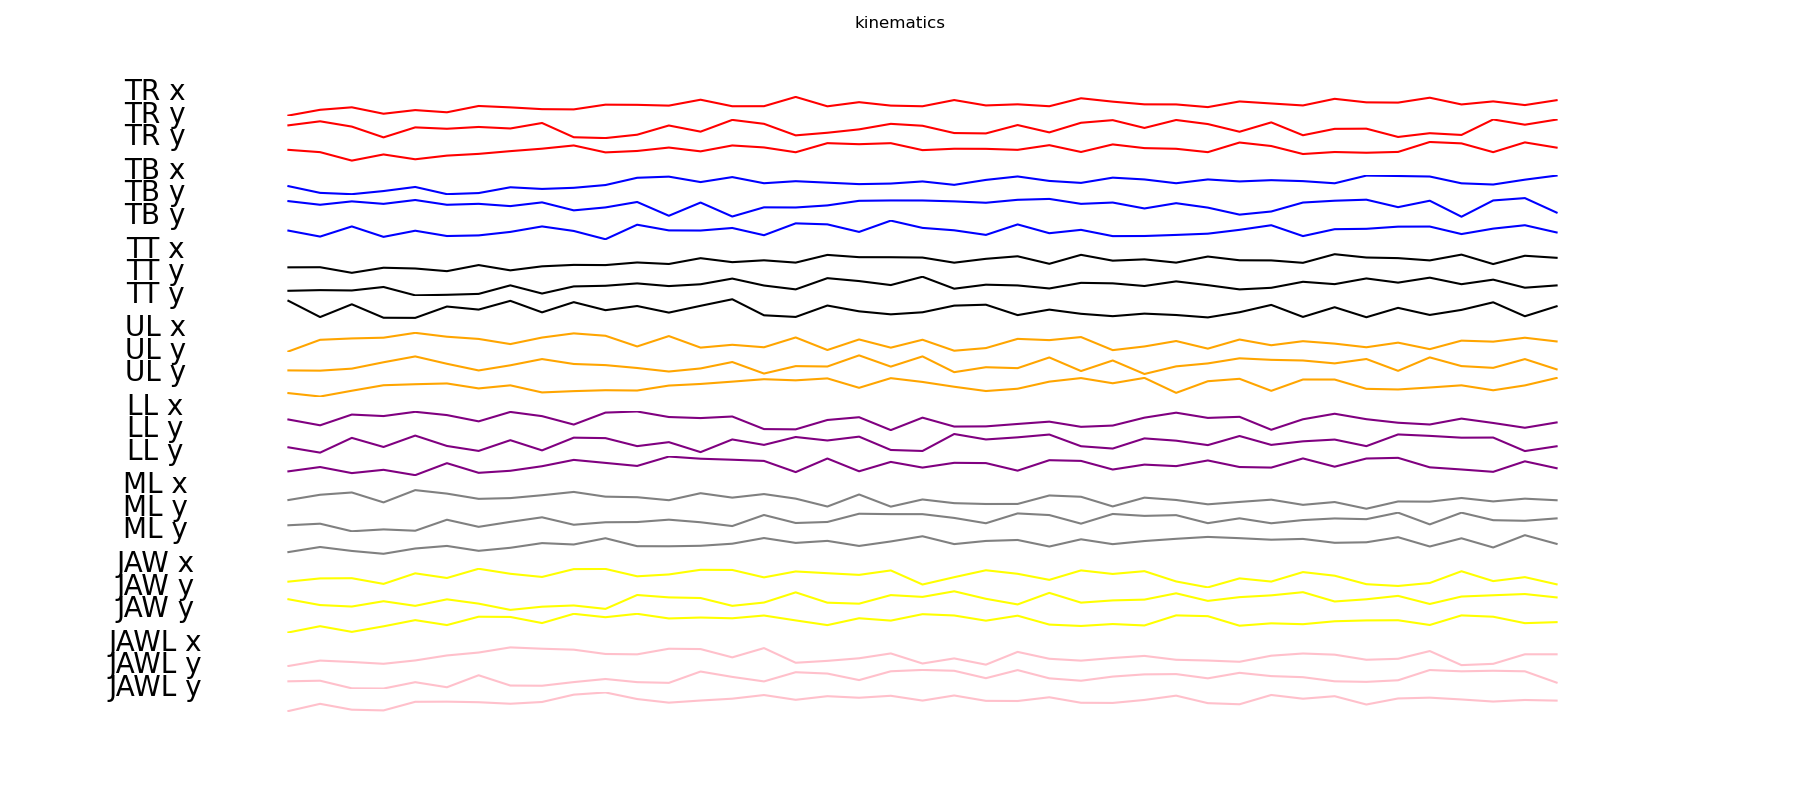 kinematics
TR x
TR y
TR y
TB x
TB y
TB y
TT x
TT y
TT y
UL x
UL y
UL y
LL x
LL y
LL y
ML x
ML y
ML y
JAW x
JAW y
JAW y
JAWL x
JAWL y
JAWL y